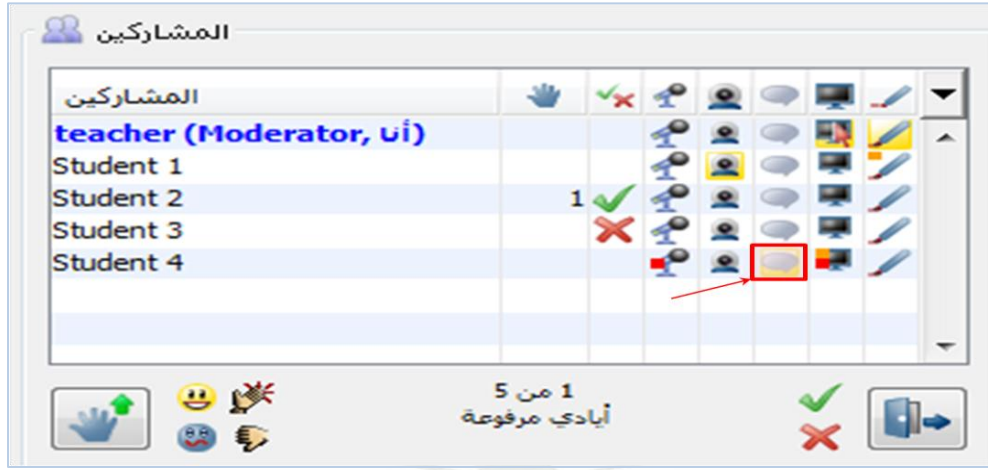 المشاركين
المشاركين
teacher (Moderator, أنا)
Student 1
Student 2 1
Student 3
Student 4
1 من 5
أيادي مرفوعة